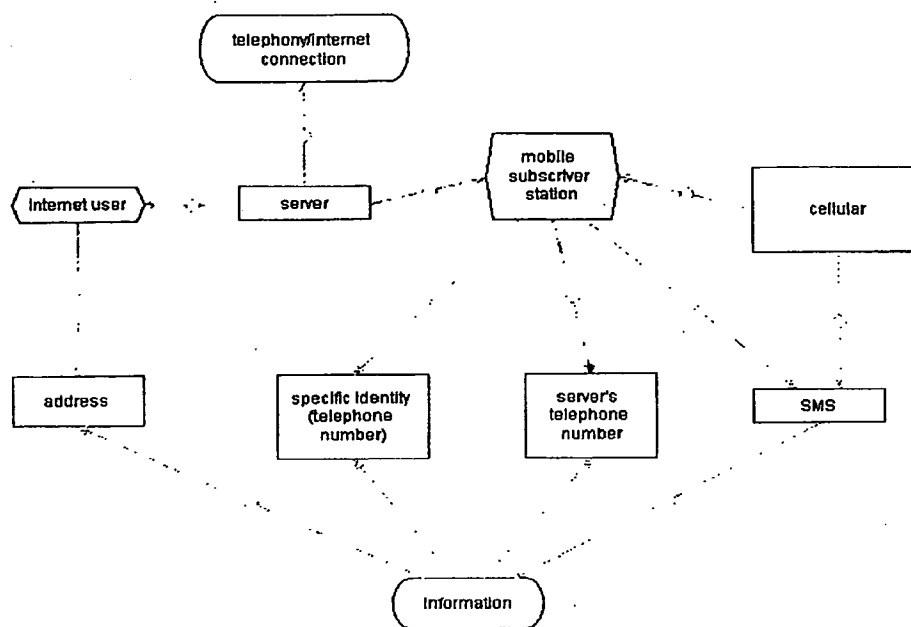 telephony/internet
connection
mobile
subscriver
station
Internet user
server
cellular
address
specific identity
(telephone
number)
server's
telephone
number
SMS
Information